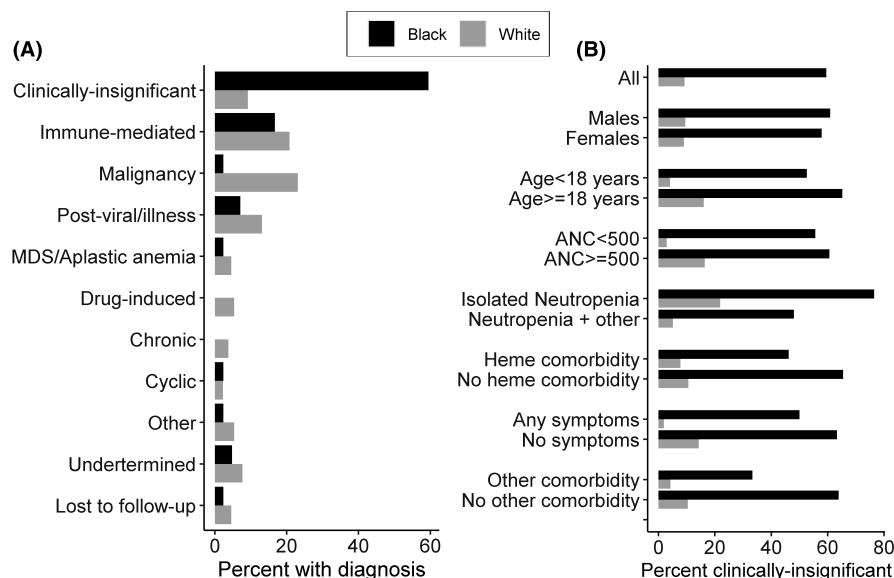 Black White
(A)
Clinically-insignificant
Immune-mediated
Malignancy
Post-viral/illness
MDS/Aplastic anemia
Drug-induced
Chronic
Cyclic
Other
Undertermined
Lost to follow-up
0 20 40 60
Percent with diagnosis
(B)
All
Males
Females
Age<18 years
Age>=18 years
ANC<500
ANC>=500
Isolated Neutropenia
Neutropenia + other
Heme comorbidity
No heme comorbidity
Any symptoms
No symptoms
Other comorbidity
No other comorbidity
0 20 40 60 80
Percent clinically-insignificant